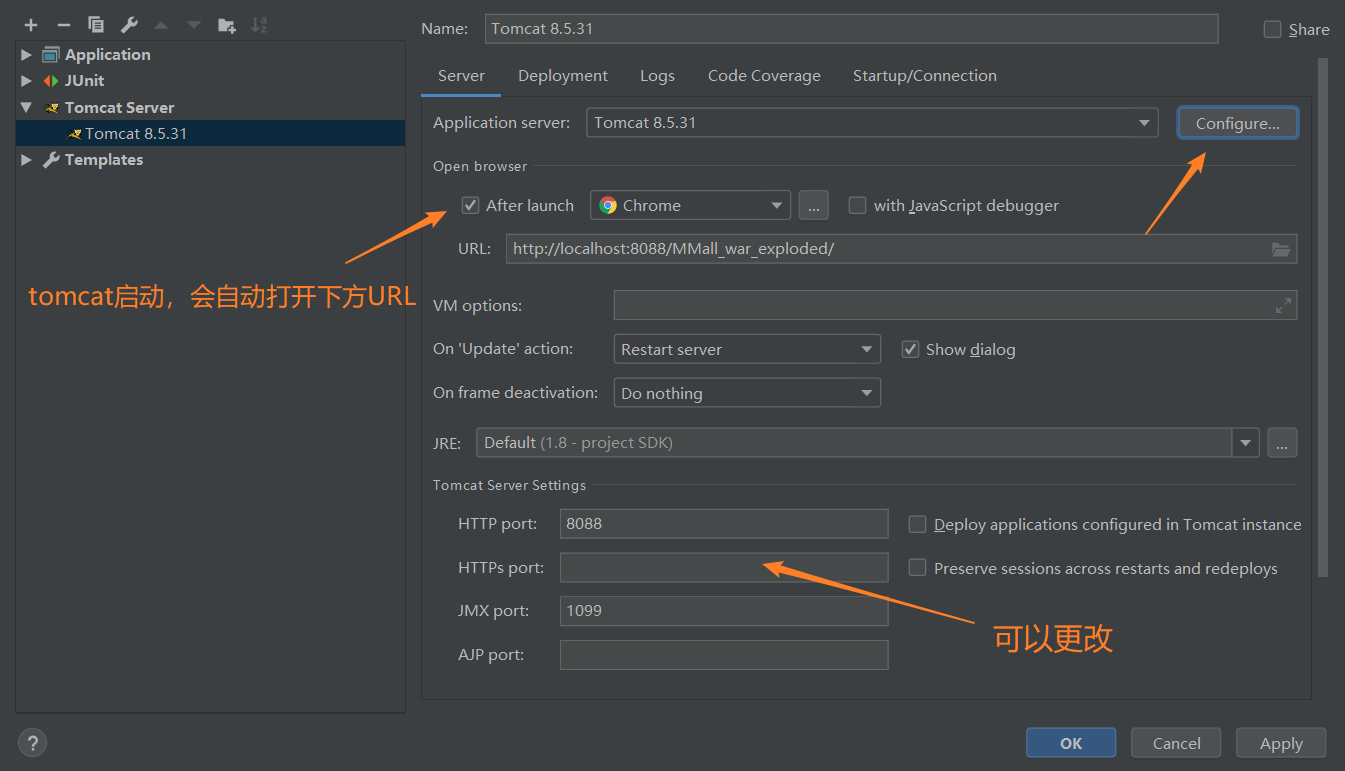 Name: Tomcat 8.5.31 Share
Application
JUnit
Tomcat Server
Tomcat 8.5.31
Templates
Server Deployment Logs Code Coverage Startup/Connection
Application server: Tomcat 8.5.31 Configure...
Open browser
After launch Chrome ... with JavaScript debugger
URL: http://localhost:8088/MMall_war_exploded/
tomcat启动，会自动打开下方URL
VM options:
On 'Update' action: Restart server Show dialog
On frame deactivation: Do nothing
JRE: Default (1.8 - project SDK) ...
Tomcat Server Settings
HTTP port: 8088 Deploy applications configured in Tomcat instance
HTTPs port: Preserve sessions across restarts and redeploys
JMX port: 1099
可以更改
AJP port:
? OK Cancel Apply